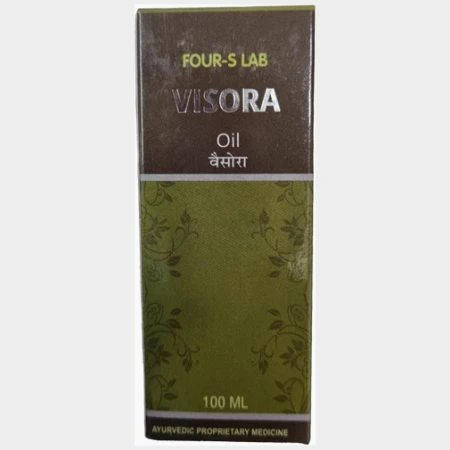 FOUR-S LAB
VISORA
Oil
वैसोरा
100 ML
AYURVEDIC PROPRIETARY MEDICINE